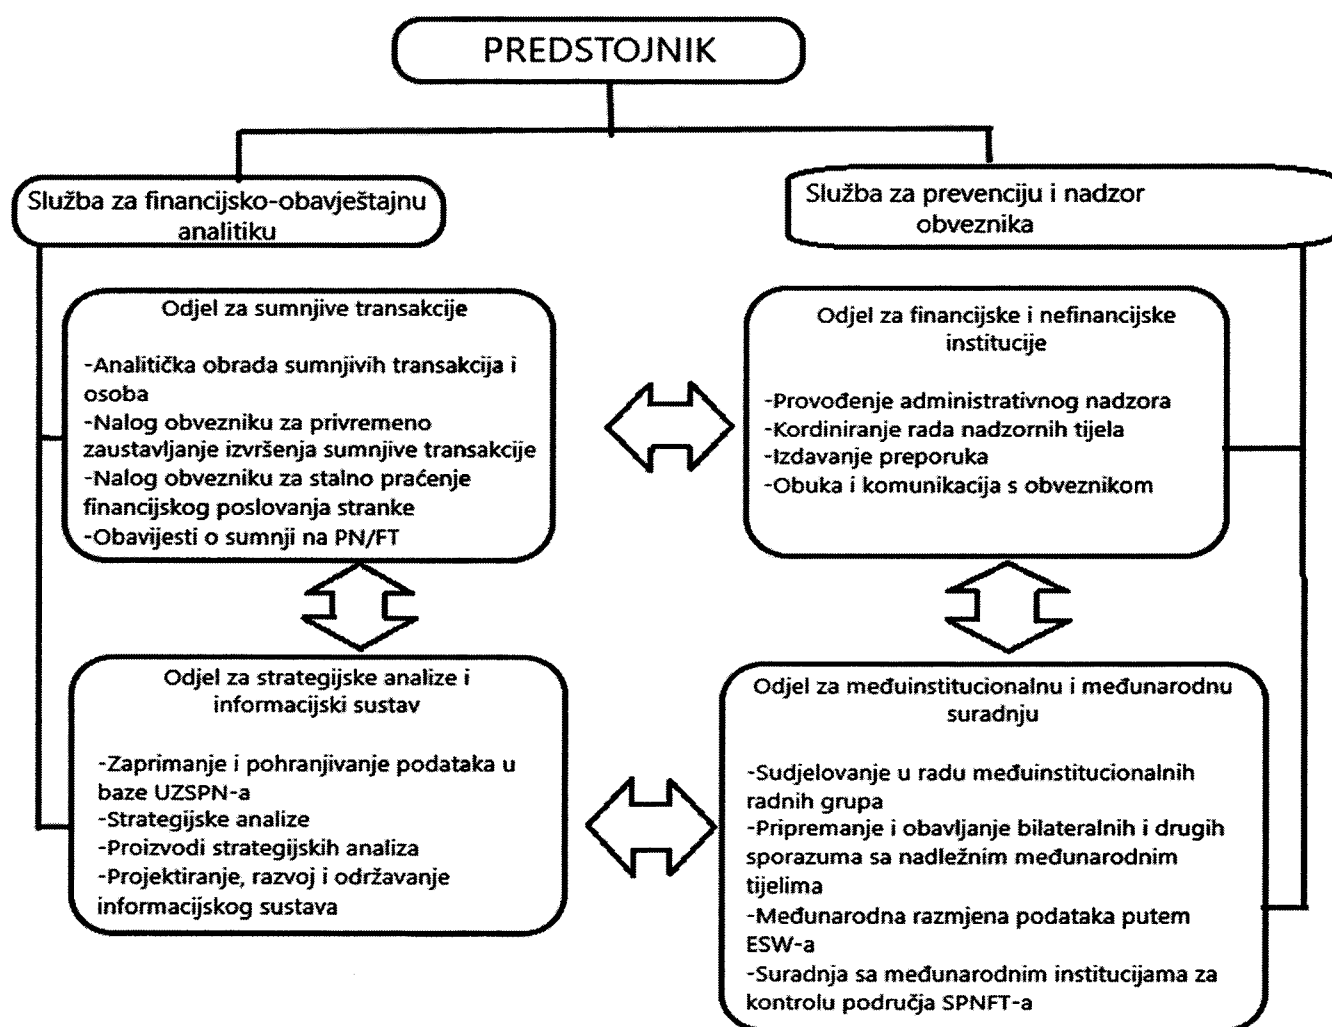 PREDSTOJNIK
Služba za financijsko-obavještajnu
analitiku
Služba za prevenciju i nadzor
obveznika
Odjel za sumnjive transakcije
-Analitička obrada sumnjivih transakcija i
osoba
-Nalog obvezniku za privremeno
zaustavljanje izvršenja sumnjive transakcije
-Nalog obvezniku za stalno praćenje
financijskog poslovanja stranke
-Obavijesti o sumnji na PN/FT
Odjel za financijske i nefinancijske
institucije
-Provođenje administrativnog nadzora
-Kordiniranje rada nadzornih tijela
-Izdavanje preporuka
-Obuka i komunikacija s obveznikom
Odjel za strategijske analize i
informacijski sustav
-Zaprimanje i pohranjivanje podataka u
baze UZSPN-a
-Strategijske analize
-Proizvodi strategijskih analiza
-Projektiranje, razvoj i održavanje
informacijskog sustava
Odjel za međuinstitucionalnu i međunarodnu
suradnju
-Sudjelovanje u radu međuinstitucionalnih
radnih grupa
-Pripremanje i obavljanje bilateralnih i drugih
sporazuma sa nadležnim međunarodnim
tijelima
-Međunarodna razmjena podataka putem
ESW-a
-Suradnja sa međunarodnim institucijama za
kontrolu područja SPNFT-a